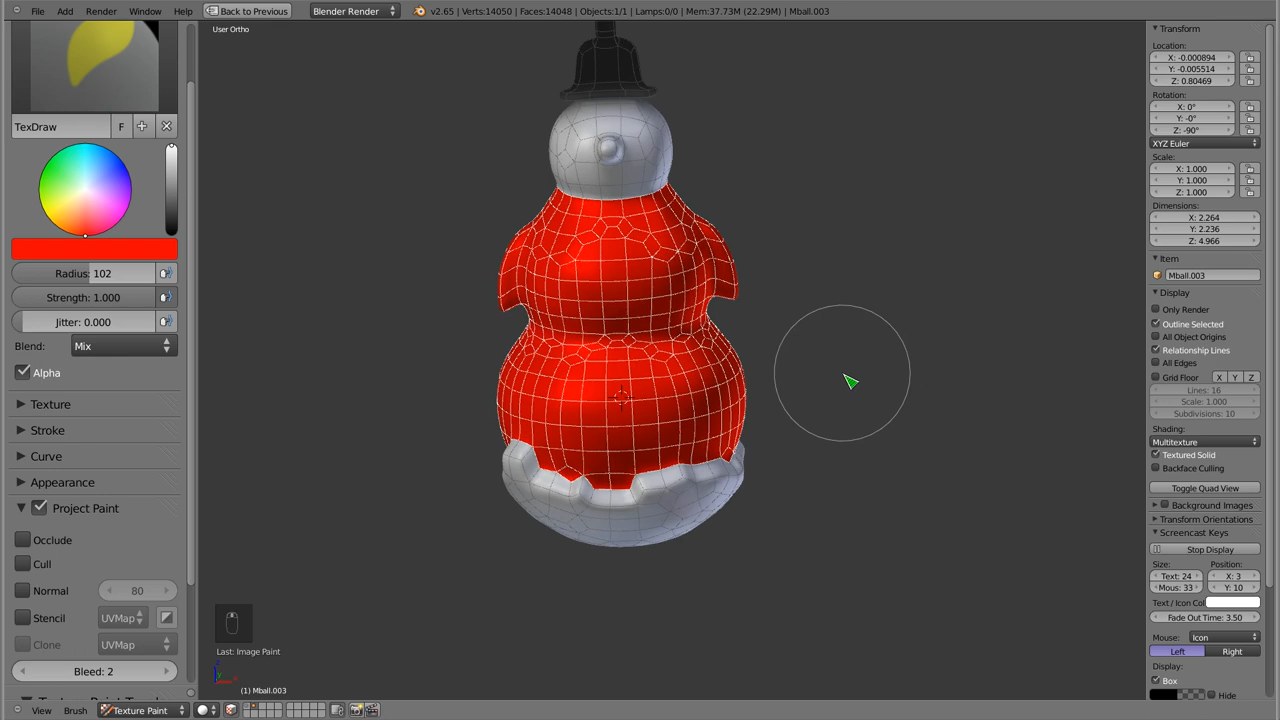 File Add Render Window Help Back to Previous Blender Render v2.65 | Verts:14050 | Faces:14048 | Objects:1/1 | Lamps:0/0 | Mem:37.73M (22.29M) | Mball.003
User Ortho
TexDraw F
Radius: 102
Strength: 1.000
Jitter: 0.000
Blend: Mix
Alpha
Texture
Stroke
Curve
Appearance
Project Paint
Occlude
Cull
Normal 80
Stencil UVMap
Clone UVMap
Bleed: 2
Last: Image Paint
(1) Mball.003
View Brush Texture Paint
Transform
Location:
X: -0.000894
Y: -0.005514
Z: 0.80469
Rotation:
X: 0°
Y: -0°
Z: -90°
XYZ Euler
Scale:
X: 1.000
Y: 1.000
Z: 1.000
Dimensions:
X: 2.264
Y: 2.236
Z: 4.966
Item
Mball.003
Display
Only Render
Outline Selected
All Object Origins
Relationship Lines
All Edges
Grid Floor X Y Z
Lines: 16
Scale: 1.000
Subdivisions: 10
Shading:
Multitexture
Textured Solid
Backface Culling
Toggle Quad View
Background Images
Transform Orientations
Screencast Keys
Stop Display
Size: Position:
Text: 24 X: 3
Mous: 33 Y: 10
Text / Icon Col
Fade Out Time: 3.50
Mouse: Icon
Left Right
Display:
Box
Hide